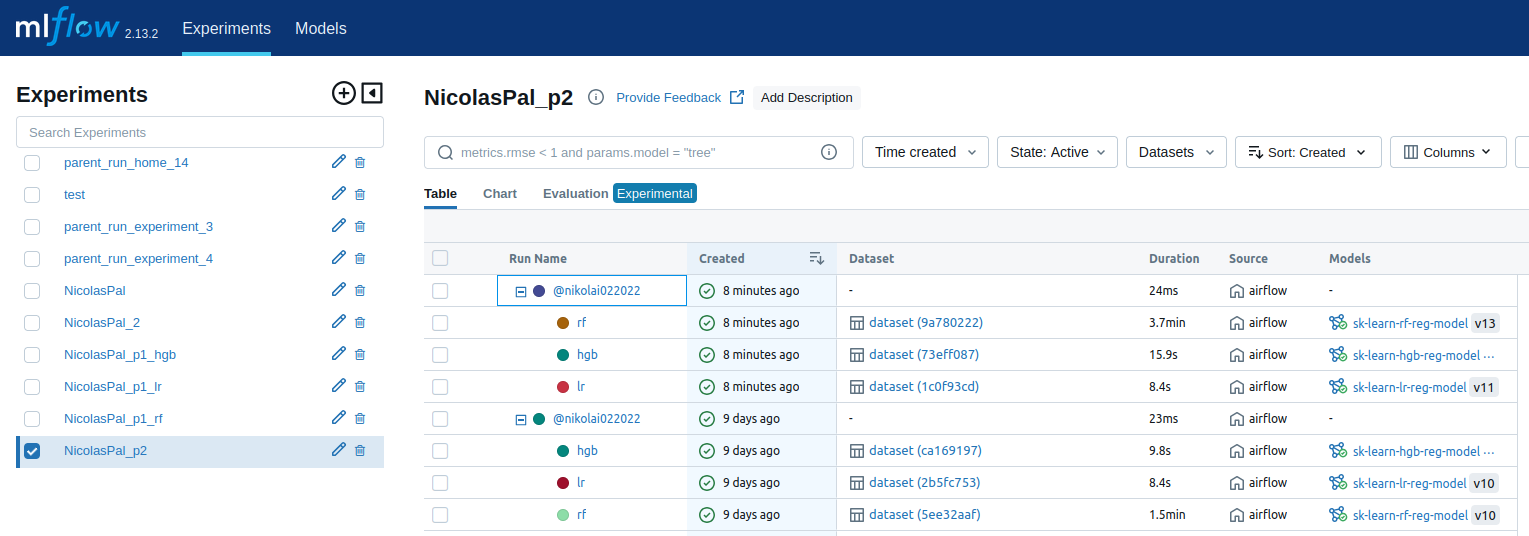 mlflow 2.13.2 Experiments Models
Experiments
Search Experiments
parent_run_home_14
test
parent_run_experiment_3
parent_run_experiment_4
NicolasPal
NicolasPal_2
NicolasPal_p1_hgb
NicolasPal_p1_lr
NicolasPal_p1_rf
NicolasPal_p2
NicolasPal_p2 Provide Feedback Add Description
metrics.rmse < 1 and params.model = "tree" Time created State: Active Datasets Sort: Created Columns
Table Chart Evaluation Experimental
Run Name Created Dataset Duration Source Models
@nikolai022022 8 minutes ago - 24ms airflow -
rf 8 minutes ago dataset (9a780222) 3.7min airflow sk-learn-rf-reg-model v13
hgb 8 minutes ago dataset (73eff087) 15.9s airflow sk-learn-hgb-reg-model ...
lr 8 minutes ago dataset (1c0f93cd) 8.4s airflow sk-learn-lr-reg-model v11
@nikolai022022 9 days ago - 23ms airflow -
hgb 9 days ago dataset (ca169197) 9.8s airflow sk-learn-hgb-reg-model ...
lr 9 days ago dataset (2b5fc753) 8.4s airflow sk-learn-lr-reg-model v10
rf 9 days ago dataset (5ee32aaf) 1.5min airflow sk-learn-rf-reg-model v10